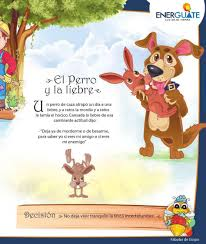 ENERGUATE
El Perro
y la liebre
Un perro de caza atrapó un día a una
liebre, y a ratos la mordía y a ratos
le lamía el hocico. Cansada la liebre de esa
cambiante actitud dijo:
"Deja ya de morderme o de besarme,
para saber yo si eres mi amigo o si eres
mi enemigo"
Decisión
No deja vivir tranquilo la
Fábulas de Esopo